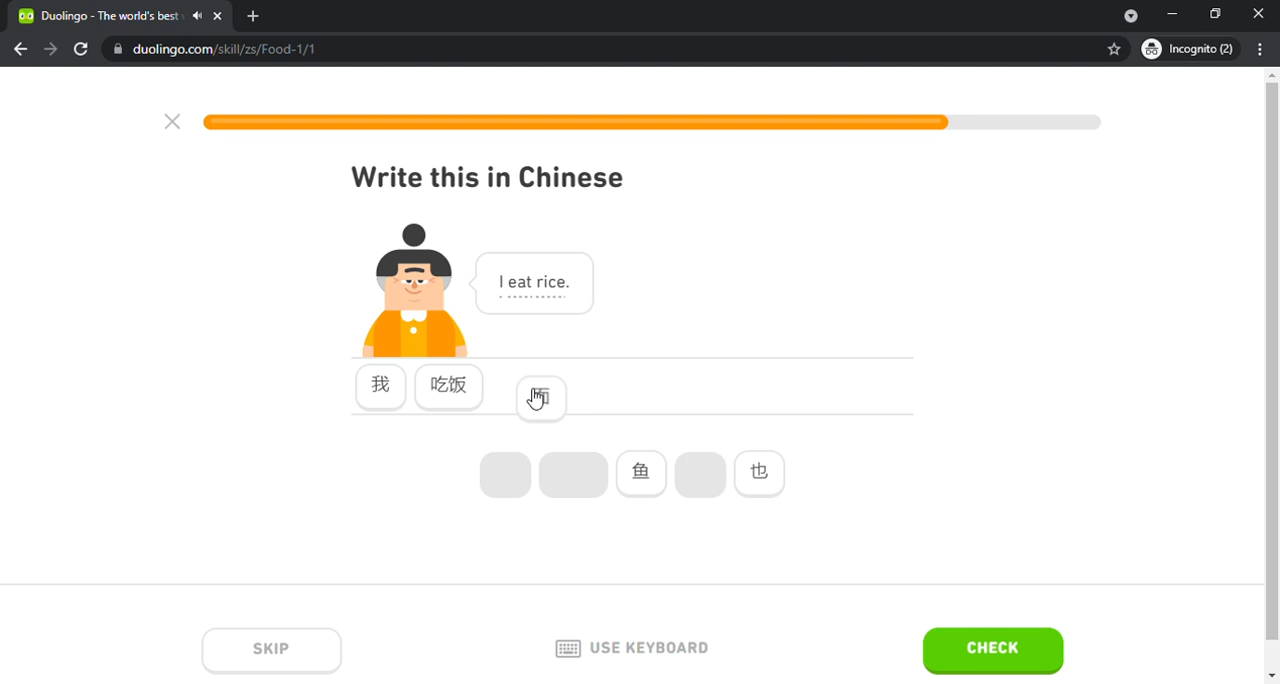 Duolingo - The world's best
duolingo.com/skill/zs/Food-1/1
Incognito (2)
Write this in Chinese
I eat rice.
我 吃饭
鱼 也
SKIP
USE KEYBOARD
CHECK